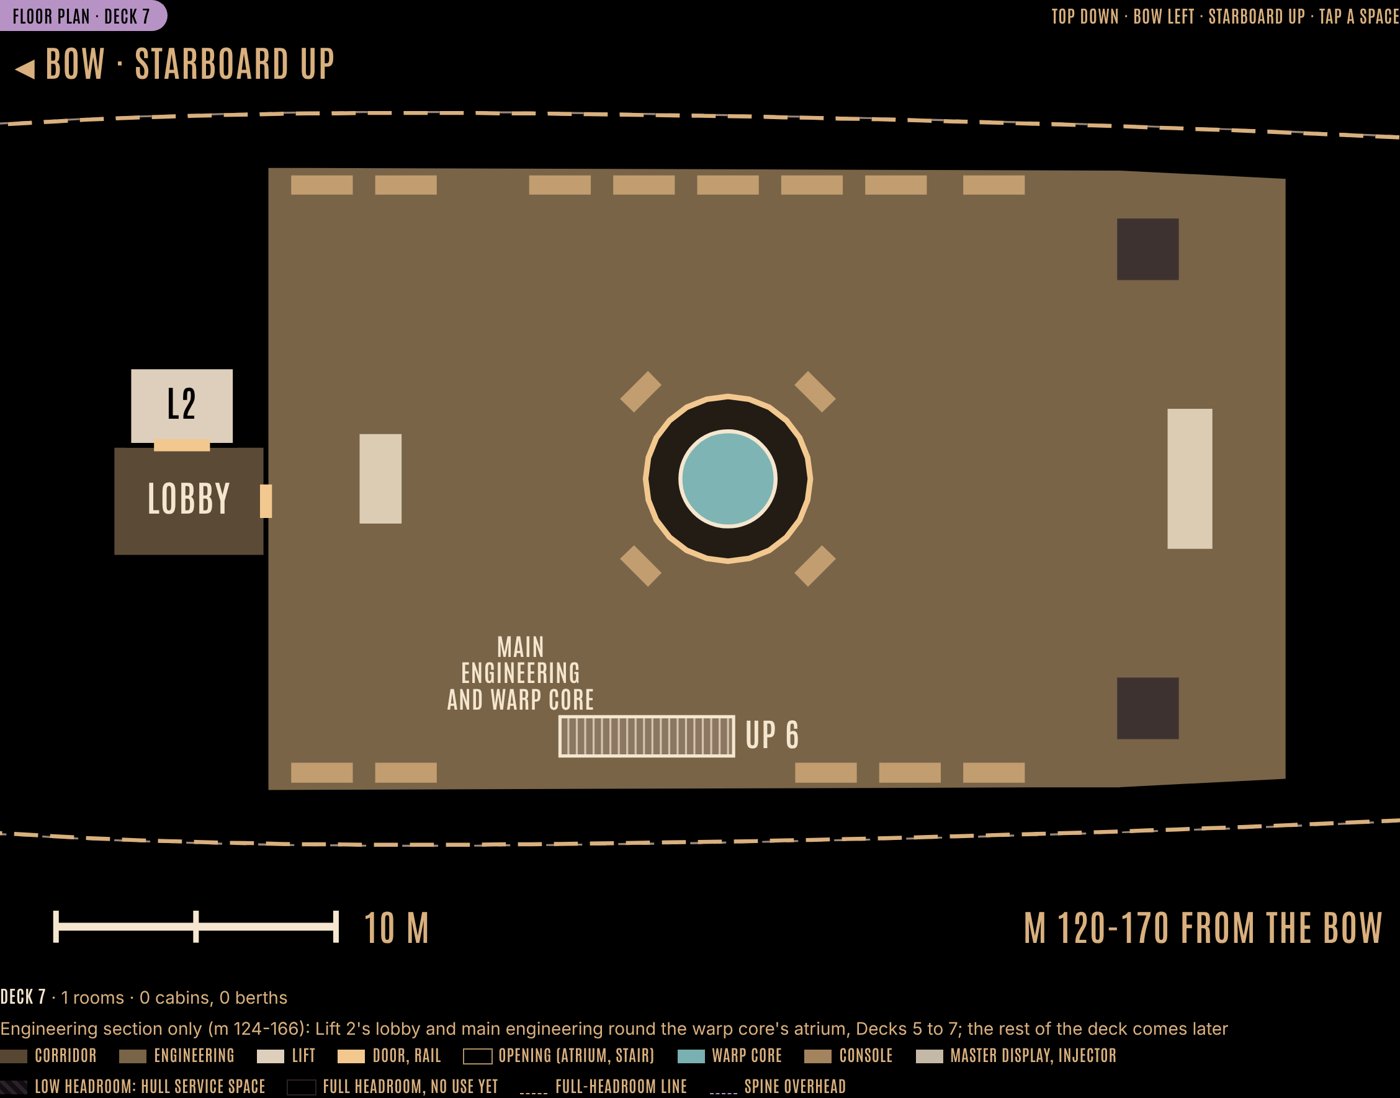 FLOOR PLAN · DECK 7
TOP DOWN · BOW LEFT · STARBOARD UP · TAP A SPACE
◀ BOW · STARBOARD UP
L2
LOBBY
MAIN
ENGINEERING
AND WARP CORE
UP 6
10 M
M 120-170 FROM THE BOW
DECK 7 · 1 rooms · 0 cabins, 0 berths
Engineering section only (m 124-166): Lift 2's lobby and main engineering round the warp core's atrium, Decks 5 to 7; the rest of the deck comes later
CORRIDOR ENGINEERING LIFT DOOR, RAIL OPENING (ATRIUM, STAIR) WARP CORE CONSOLE MASTER DISPLAY, INJECTOR
LOW HEADROOM: HULL SERVICE SPACE FULL HEADROOM, NO USE YET FULL-HEADROOM LINE SPINE OVERHEAD